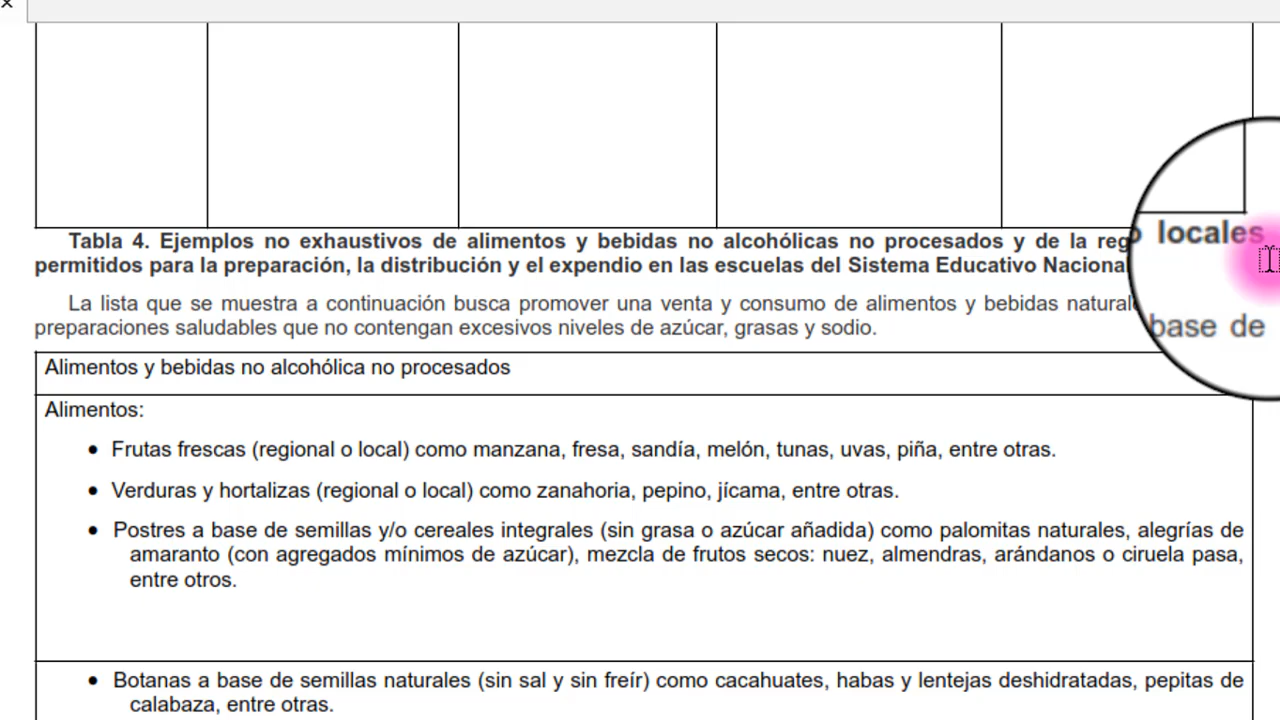 Tabla 4. Ejemplos no exhaustivos de alimentos y bebidas no alcohólicas no procesados y de la reg
o locales
permitidos para la preparación, la distribución y el expendio en las escuelas del Sistema Educativo Naciona
La lista que se muestra a continuación busca promover una venta y consumo de alimentos y bebidas natural
base de
preparaciones saludables que no contengan excesivos niveles de azúcar, grasas y sodio.
Alimentos y bebidas no alcohólica no procesados
Alimentos:
• Frutas frescas (regional o local) como manzana, fresa, sandía, melón, tunas, uvas, piña, entre otras.
• Verduras y hortalizas (regional o local) como zanahoria, pepino, jícama, entre otras.
• Postres a base de semillas y/o cereales integrales (sin grasa o azúcar añadida) como palomitas naturales, alegrías de
amaranto (con agregados mínimos de azúcar), mezcla de frutos secos: nuez, almendras, arándanos o ciruela pasa,
entre otros.
• Botanas a base de semillas naturales (sin sal y sin freír) como cacahuates, habas y lentejas deshidratadas, pepitas de
calabaza, entre otras.